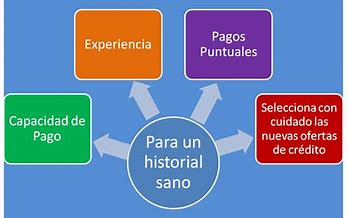 Experiencia
Pagos
Puntuales
Capacidad de
Pago
Selecciona con
cuidado las
nuevas ofertas
de crédito
Para un
historial
sano